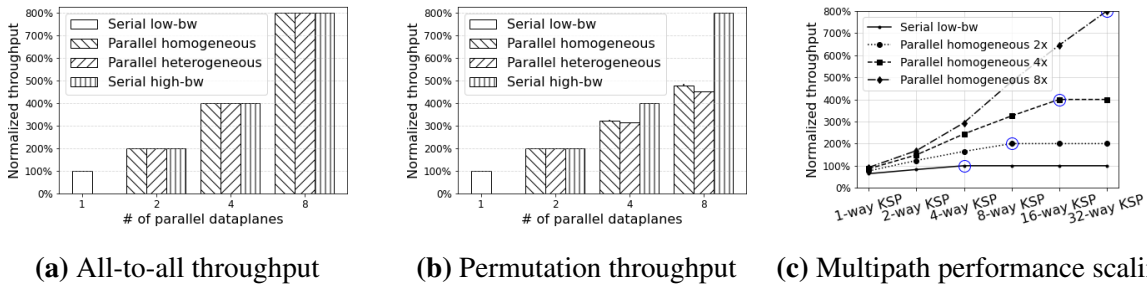 800%
700%
600%
500%
400%
300%
200%
100%
0%
Normalized throughput
Serial low-bw
Parallel homogeneous
Parallel heterogeneous
Serial high-bw
1 2 4 8
# of parallel dataplanes
(a) All-to-all throughput
800%
700%
600%
500%
400%
300%
200%
100%
0%
Normalized throughput
Serial low-bw
Parallel homogeneous
Parallel heterogeneous
Serial high-bw
1 2 4 8
# of parallel dataplanes
(b) Permutation throughput
800%
700%
600%
500%
400%
300%
200%
100%
0%
Normalized throughput
Serial low-bw
Parallel homogeneous 2x
Parallel homogeneous 4x
Parallel homogeneous 8x
1-way KSP 2-way KSP 4-way KSP 8-way KSP 16-way KSP 32-way KSP
(c) Multipath performance scali